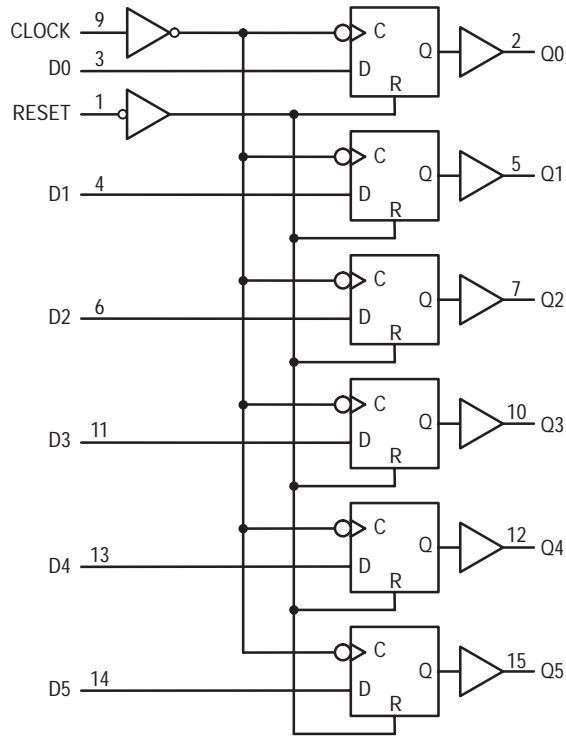 CLOCK 9 C Q 2 Q0
D0 3 D
R
RESET 1
C Q 5 Q1
D1 4 D
R
C Q 7 Q2
D2 6 D
R
C Q 10 Q3
D3 11 D
R
C Q 12 Q4
D4 13 D
R
C Q 15 Q5
D5 14 D
R